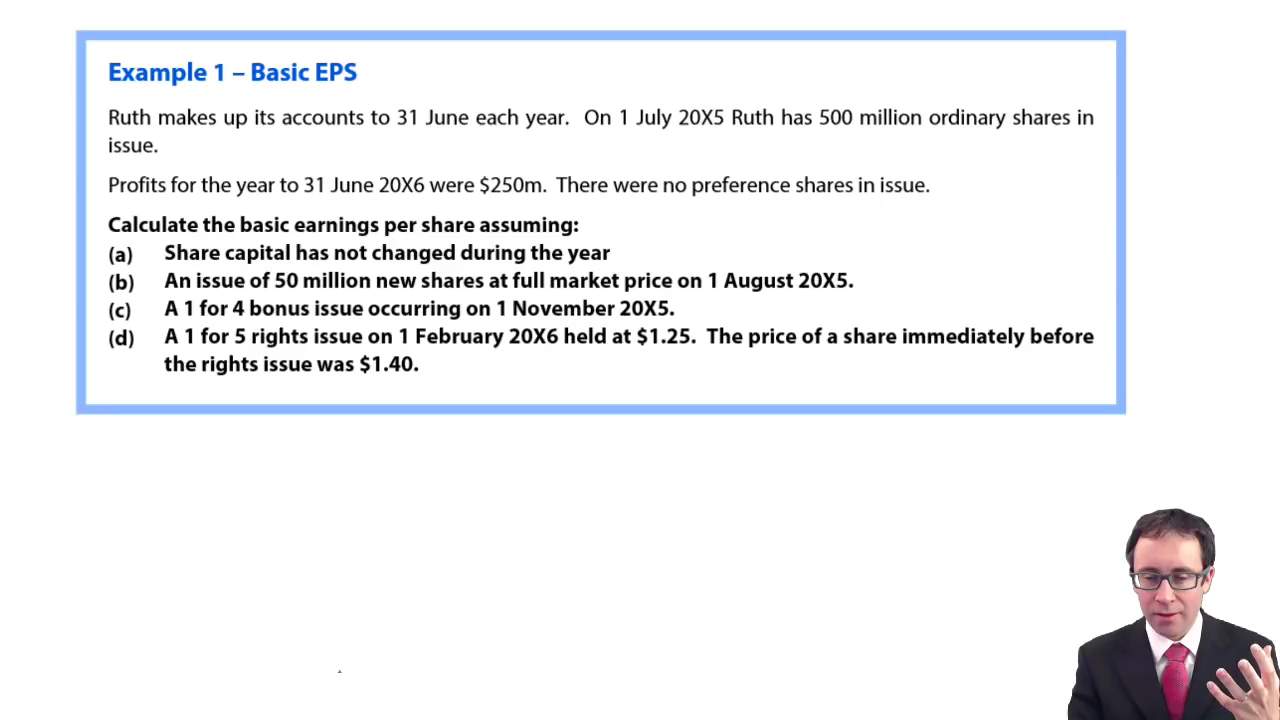 Example 1 – Basic EPS
Ruth makes up its accounts to 31 June each year. On 1 July 20X5 Ruth has 500 million ordinary shares in
issue.
Profits for the year to 31 June 20X6 were $250m. There were no preference shares in issue.
Calculate the basic earnings per share assuming:
(a) Share capital has not changed during the year
(b) An issue of 50 million new shares at full market price on 1 August 20X5.
(c) A 1 for 4 bonus issue occurring on 1 November 20X5.
(d) A 1 for 5 rights issue on 1 February 20X6 held at $1.25. The price of a share immediately before
the rights issue was $1.40.